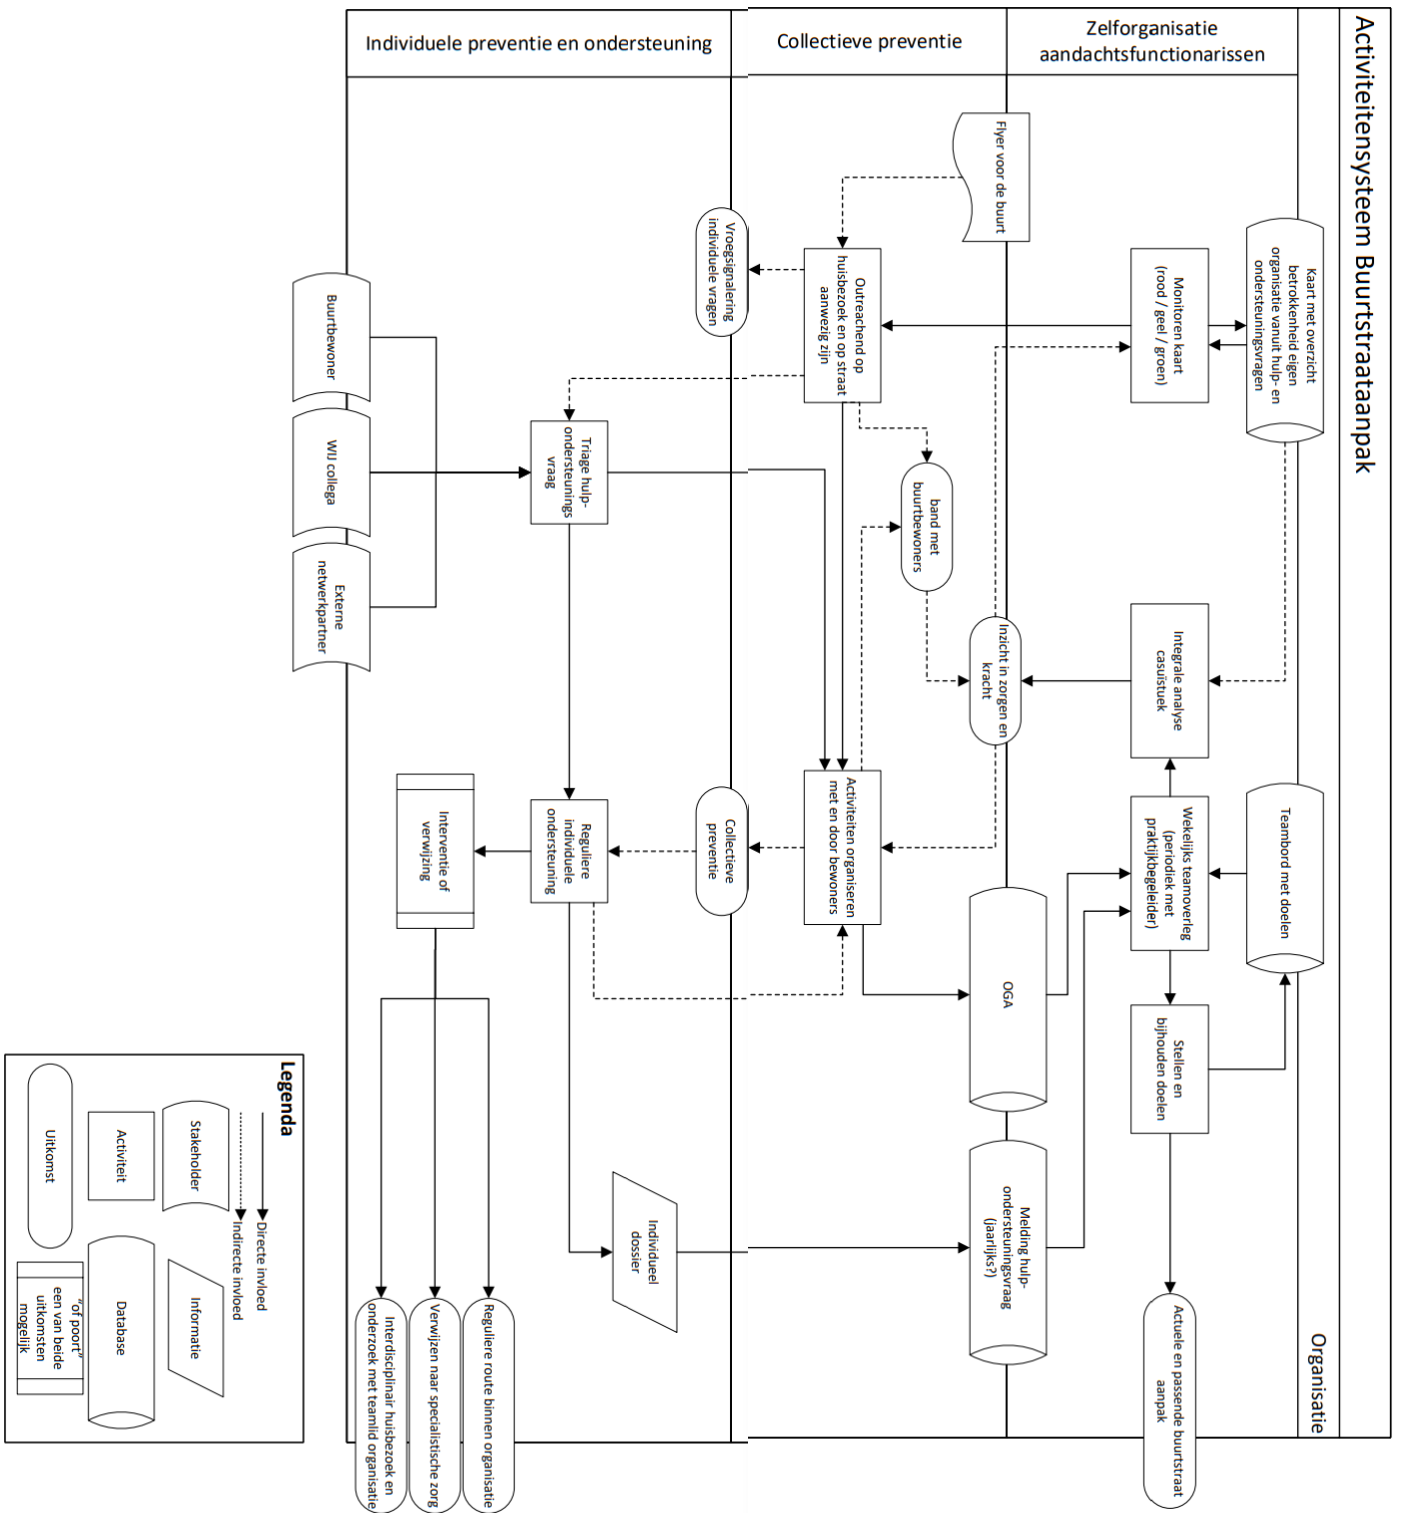 Activiteitensysteem Buurtstraataanpak
Organisatie
Zelforganisatie
aandachtsfunctionarissen
Collectieve preventie
Individuele preventie en ondersteuning
Kaart met overzicht
betrokkenheid eigen
organisatie vanuit hulp- en
ondersteuningsvragen
Teambord met doelen
Monitoren kaart
(rood / geel / groen)
Integrale analyse
casuïstuek
Wekelijks teamoverleg
(periodiek met
praktijkbegeleider)
Stellen en
bijhouden doelen
Actuele en passende buurtstraat
aanpak
Flyer voor de buurt
Inzicht in zorgen en
kracht
OGA
Melding hulp-
ondersteuningsvraag
(jaarlijks?)
band met
buurtbewoners
Outreachend op
huisbezoek en op straat
aanwezig zijn
Activiteiten organiseren
met en door bewoners
Vroegsignalering
individuele vragen
Collectieve
preventie
Triage hulp-
ondersteunings
vraag
Reguliere
individuele
ondersteuning
Individueel
dossier
Interventie of
verwijzing
Reguliere route binnen organisatie
Verwijzen naar specialistische zorg
Interdisciplinair huisbezoek en
onderzoek met teamlid organisatie
Buurtbewoner
WIJ collega
Externe
netwerkpartner
Legenda
Directe invloed
Indirecte invloed
Stakeholder
Informatie
Activiteit
Database
Uitkomst
“of poort”
een van beide
uitkomsten
mogelijk